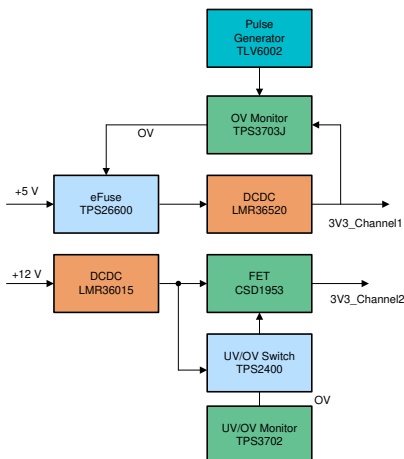 Pulse
Generator
TLV6002
OV Monitor
TPS3703J
OV
+5 V
eFuse
TPS26600
DCDC
LMR36520
3V3_Channel1
+12 V
DCDC
LMR36015
FET
CSD1953
3V3_Channel2
UV/OV Switch
TPS2400
OV
UV/OV Monitor
TPS3702